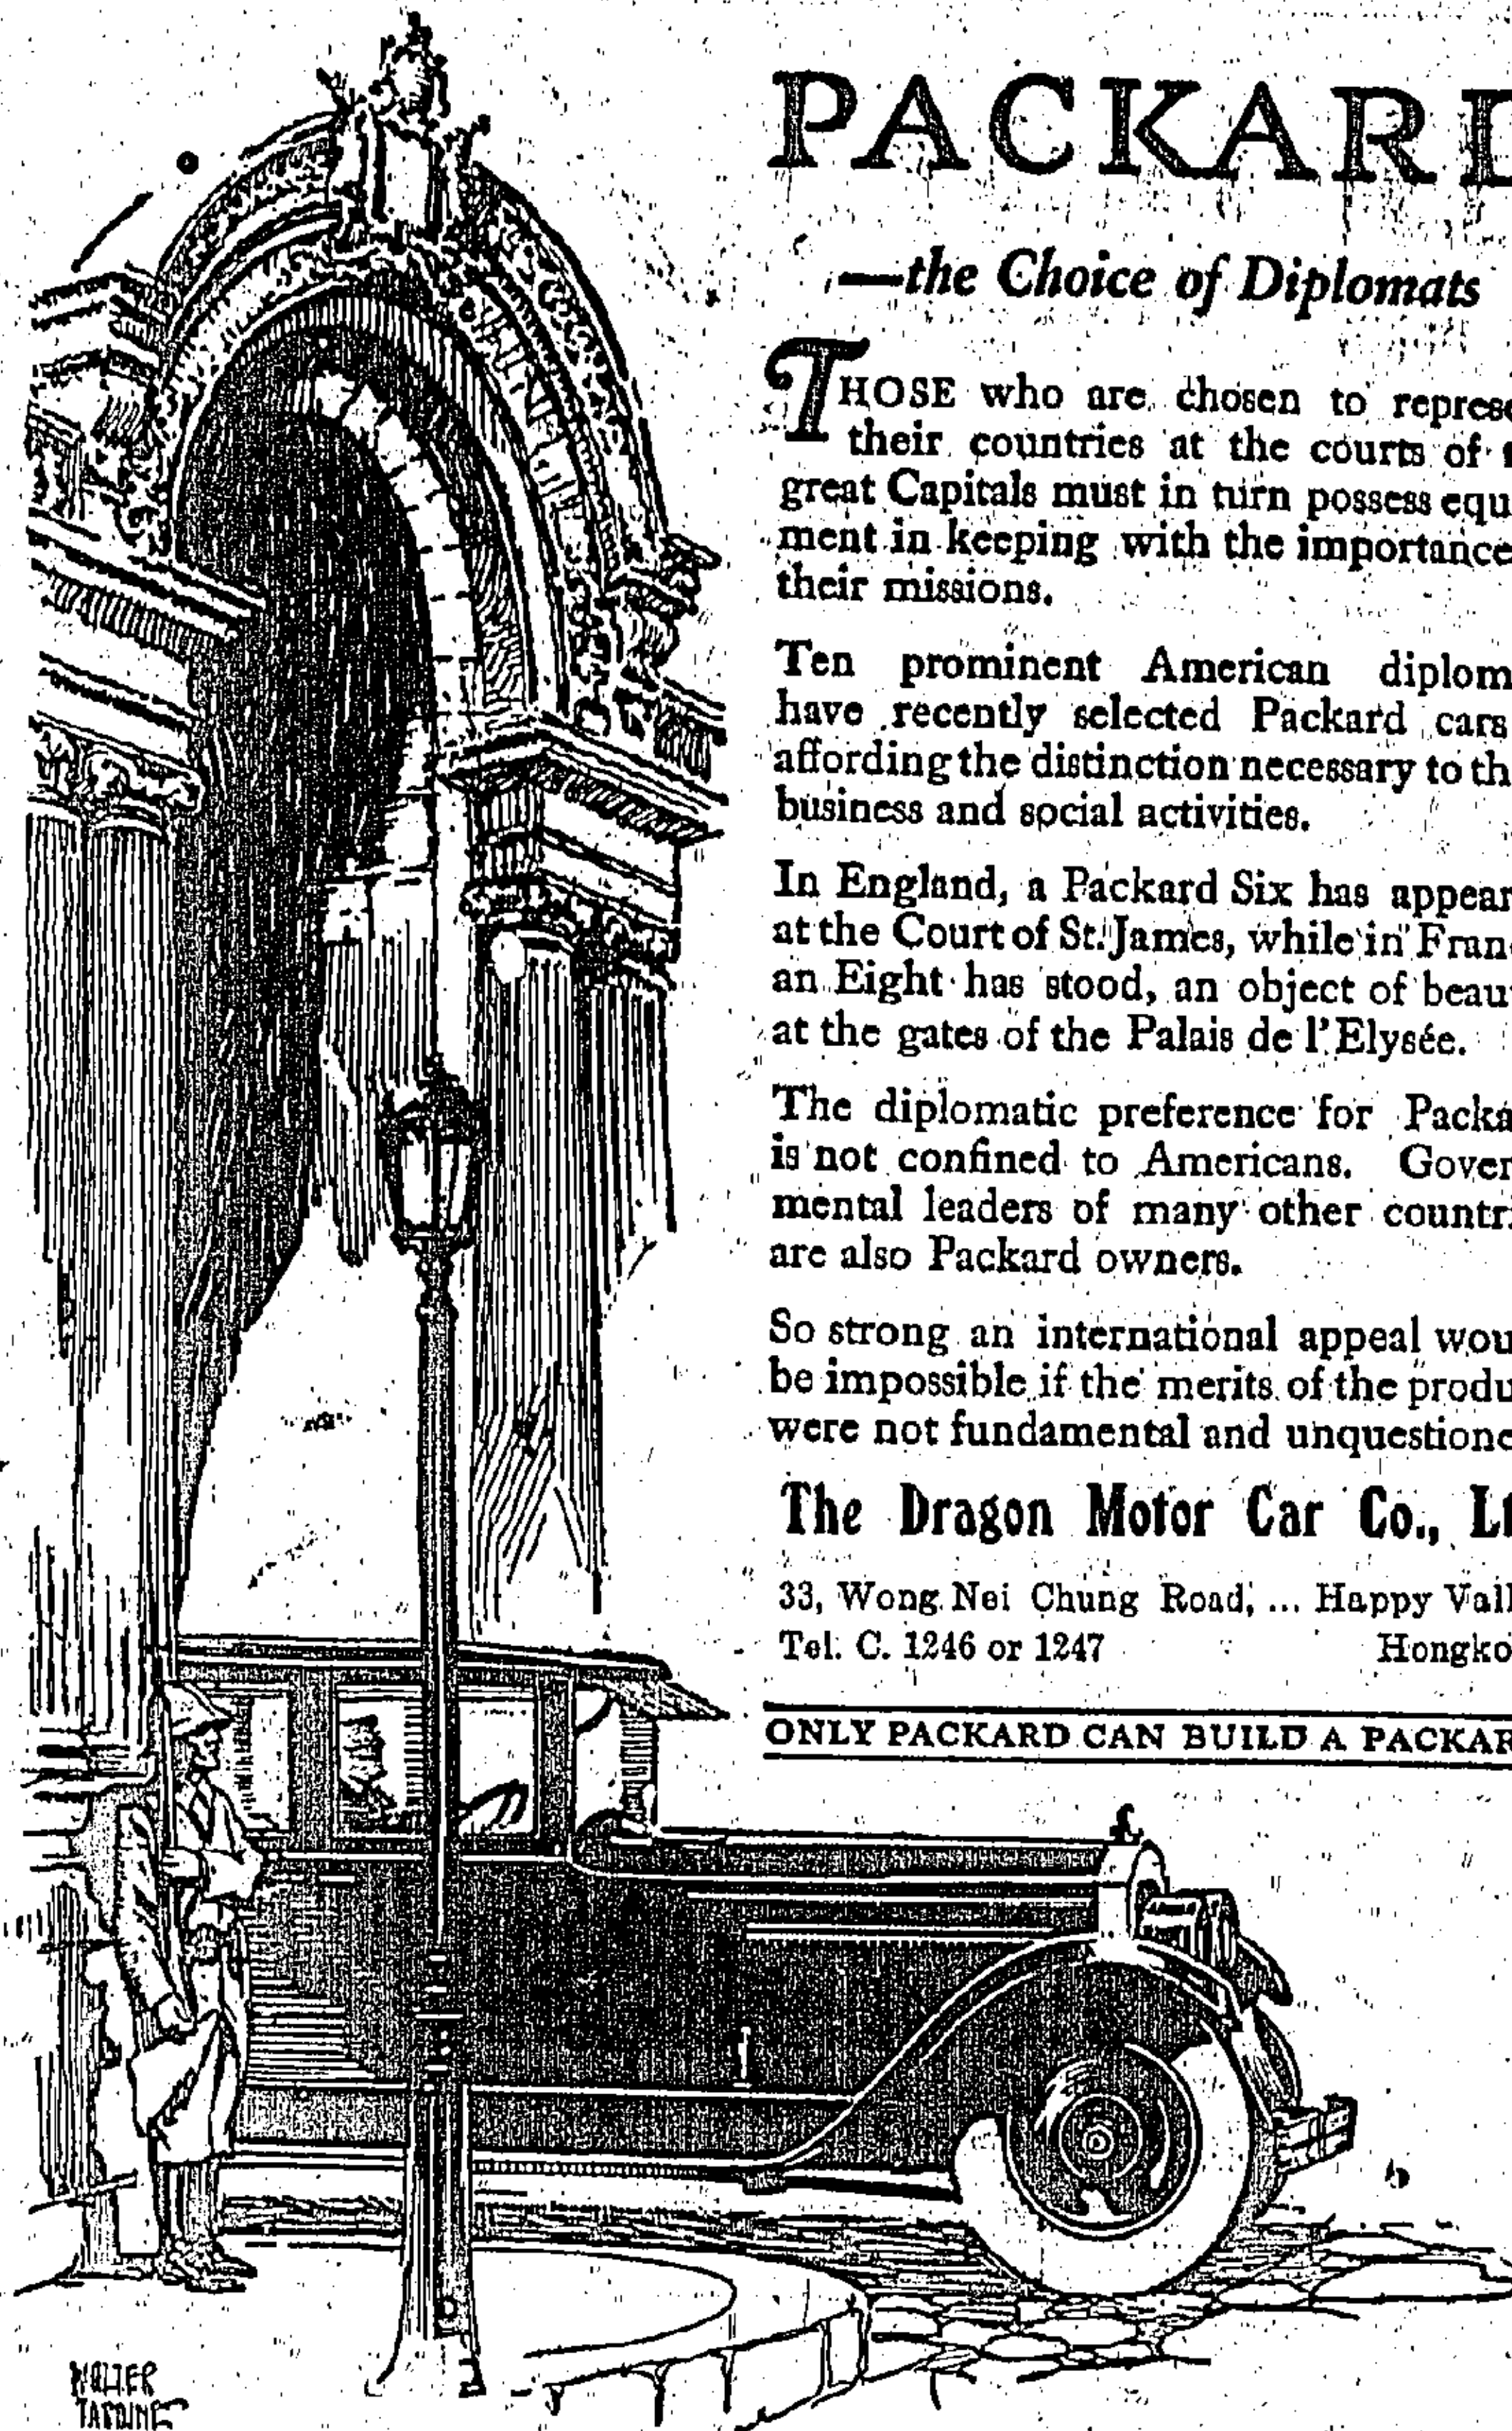 PACKARD
—the Choice of Diplomats
THOSE who are chosen to represe
their countries at the courts of
great Capitals must in turn possess equ
ment in keeping with the importance
their missions.
Ten prominent American diplom
have recently selected Packard cars
affording the distinction necessary to th
business and social activities.
In England, a Packard Six has appear
at the Court of St. James, while in Fran
an Eight has stood, an object of beau
at the gates of the Palais de l'Elysée.
The diplomatic preference for Packa
is not confined to Americans. Gover
mental leaders of many other countr
are also Packard owners.
So strong an international appeal wou
be impossible if the merits of the produ
were not fundamental and unquestione
The Dragon Motor Car Co., Lt
33, Wong Nei Chung Road, ... Happy Vall
Tel. C. 1246 or 1247 Hongko
ONLY PACKARD CAN BUILD A PACKAR
WALTER